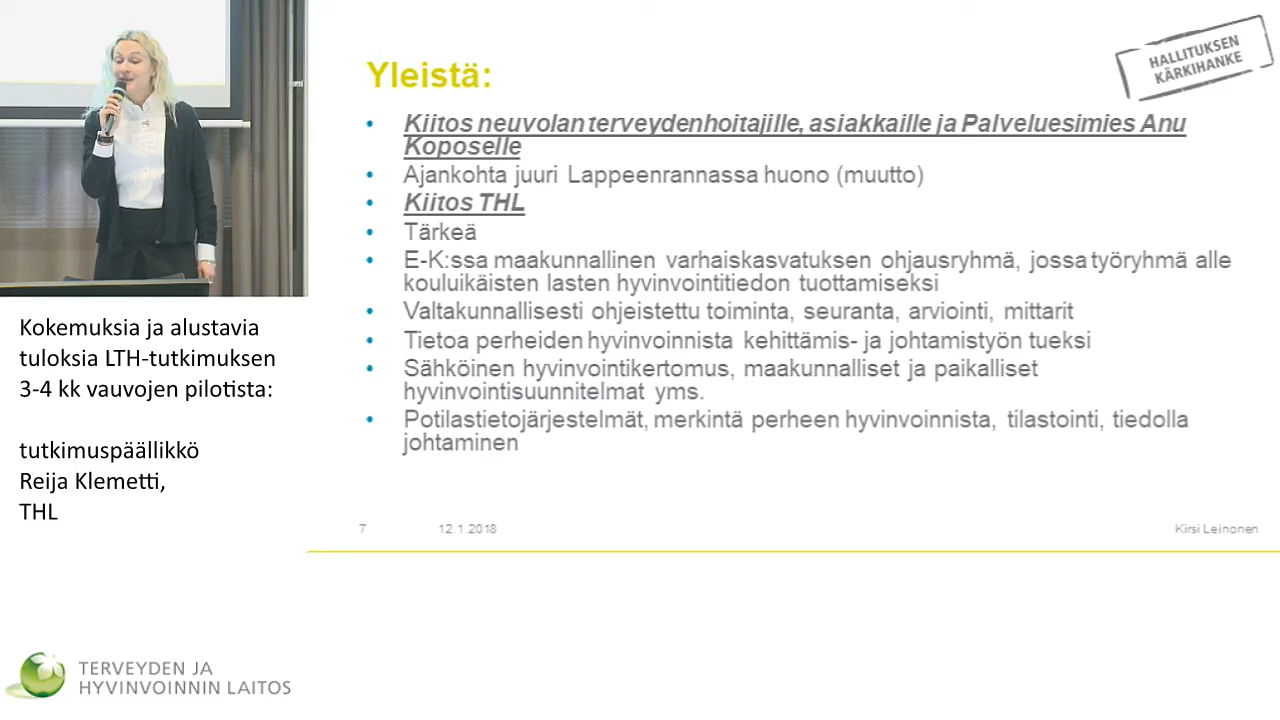 HALLITUKSEN
KÄRKIHANKE
Yleistä:
• Kiitos neuvolan terveydenhoitajille, asiakkaille ja Palveluesimies Anu
Koposelle
• Ajankohta juuri Lappeenrannassa huono (muutto)
• Kiitos THL
• Tärkeä
• E-K:ssa maakunnallinen varhaiskasvatuksen ohjausryhmä, jossa työryhmä alle
kouluikäisten lasten hyvinvointitiedon tuottamiseksi
• Valtakunnallisesti ohjeistettu toiminta, seuranta, arviointi, mittarit
• Tietoa perheiden hyvinvoinnista kehittämis- ja johtamistyön tueksi
• Sähköinen hyvinvointikertomus, maakunnalliset ja paikalliset
hyvinvointisuunnitelmat yms.
• Potilastietojärjestelmät, merkintä perheen hyvinvoinnista, tilastointi, tiedolla
johtaminen
7 12.1.2018 Kirsi Leinonen
Kokemuksia ja alustavia
tuloksia LTH-tutkimuksen
3-4 kk vauvojen pilotista:
tutkimuspäällikkö
Reija Klemetti,
THL
TERVEYDEN JA
HYVINVOINNIN LAITOS